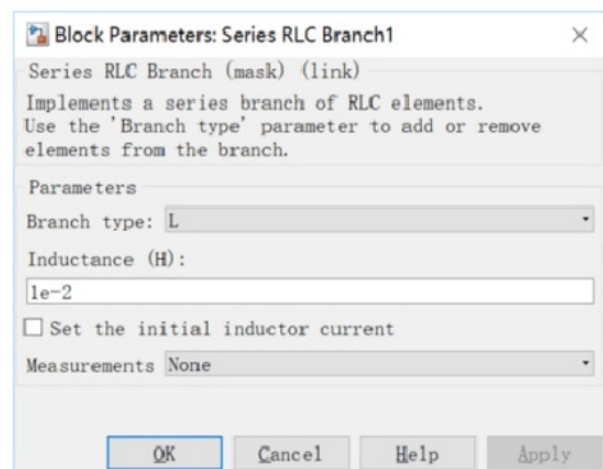 Block Parameters: Series RLC Branch1
Series RLC Branch (mask) (link)
Implements a series branch of RLC elements.
Use the 'Branch type' parameter to add or remove
elements from the branch.
Parameters
Branch type: L
Inductance (H):
1e-2
Set the initial inductor current
Measurements None
OK Cancel Help Apply